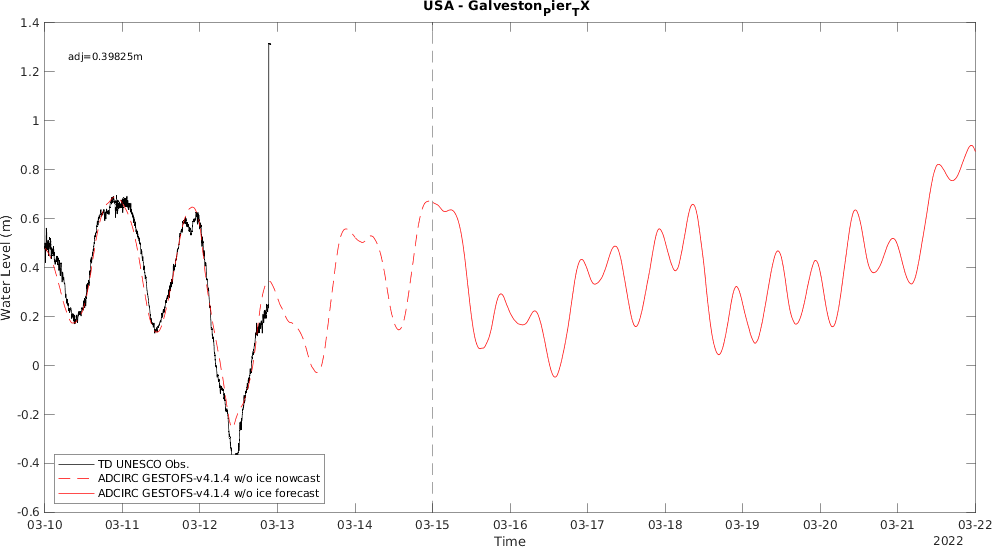 USA - Galveston_Pier_TX
1.4
adj=0.39825m
1.2
1
0.8
0.6
0.4
0.2
0
-0.2
-0.4
-0.6
Water Level (m)
TD UNESCO Obs.
ADCIRC GESTOFS-v4.1.4 w/o ice nowcast
ADCIRC GESTOFS-v4.1.4 w/o ice forecast
03-10 03-11 03-12 03-13 03-14 03-15 03-16 03-17 03-18 03-19 03-20 03-21 03-22
Time
2022